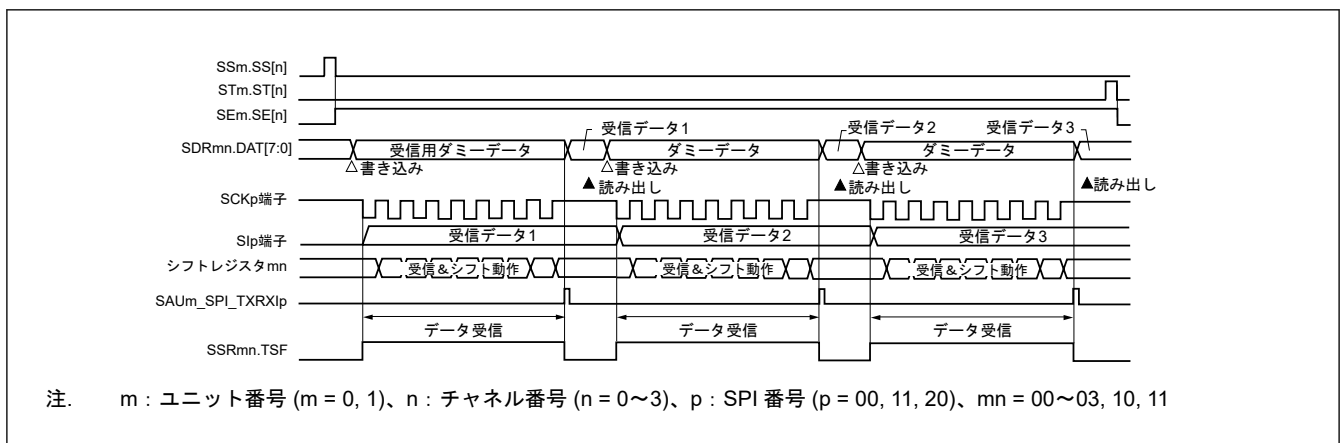 SSm.SS[n]
STm.ST[n]
SEm.SE[n]
受信データ1 受信データ2 受信データ3
SDRmn.DAT[7:0] 受信用ダミーデータ ダミーデータ ダミーデータ
△書き込み △書き込み △書き込み
▲読み出し ▲読み出し ▲読み出し
SCKp端子
SIp端子 受信データ1 受信データ2 受信データ3
シフトレジスタmn 受信&シフト動作 受信&シフト動作 受信&シフト動作
SAUm_SPI_TXRXIp
データ受信 データ受信 データ受信
SSRmn.TSF
注. m:ユニット番号 (m = 0, 1)、n:チャネル番号 (n = 0~3)、p:SPI 番号 (p = 00, 11, 20)、mn = 00~03, 10, 11